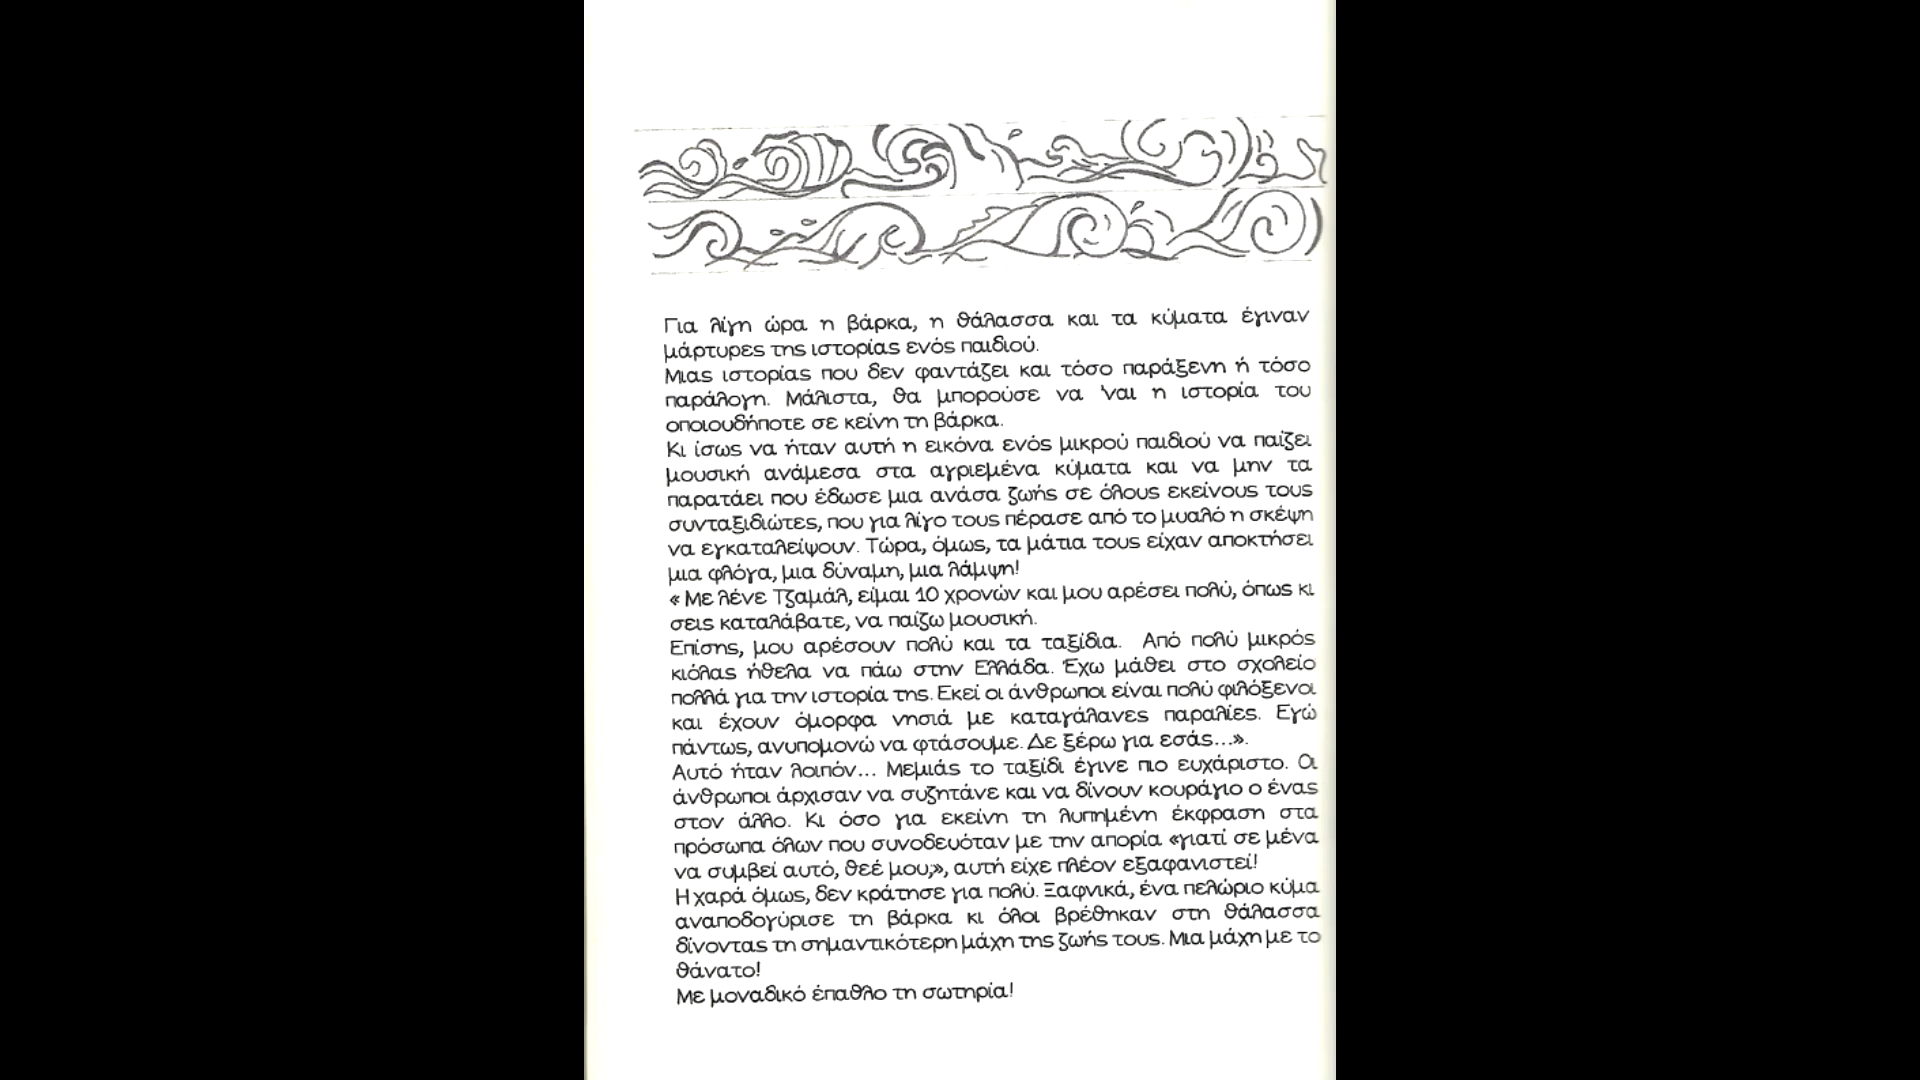 Για λίγη ώρα η βάρκα, η θάλασσα και τα κύματα έγιναν
μάρτυρες της ιστορίας ενός παιδιού.
Μιας ιστορίας που δεν φαντάζει και τόσο παράξενη ή τόσο
παράλογη. Μάλιστα, θα μπορούσε να 'ναι η ιστορία του
οποιουδήποτε σε κείνη τη βάρκα.
Κι ίσως να ήταν αυτή η εικόνα ενός μικρού παιδιού να παίζει
μουσική ανάμεσα στα αγριεμένα κύματα και να μην τα
παρατάει που έδωσε μια ανάσα ζωής σε όλους εκείνους τους
συνταξιδιώτες, που για λίγο τους πέρασε από το μυαλό η σκέψη
να εγκαταλείψουν. Τώρα, όμως, τα μάτια τους είχαν αποκτήσει
μια φλόγα, μια δύναμη, μια λάμψη!
« Με λένε Τζαμάλ, είμαι 10 χρονών και μου αρέσει πολύ, όπως κι
σεις καταλάβατε, να παίζω μουσική.
Επίσης, μου αρέσουν πολύ και τα ταξίδια. Από πολύ μικρός
κιόλας ήθελα να πάω στην Ελλάδα. Έχω μάθει στο σχολείο
πολλά για την ιστορία της. Εκεί οι άνθρωποι είναι πολύ φιλόξενοι
και έχουν όμορφα νησιά με καταγάλανες παραλίες. Εγώ
πάντως, ανυπομονώ να φτάσουμε. Δε ξέρω για εσάς...».
Αυτό ήταν λοιπόν... Μεμιάς το ταξίδι έγινε πιο ευχάριστο. Οι
άνθρωποι άρχισαν να συζητάνε και να δίνουν κουράγιο ο ένας
στον άλλο. Κι όσο για εκείνη τη λυπημένη έκφραση στα
πρόσωπα όλων που συνοδευόταν με την απορία «γιατί σε μένα
να συμβεί αυτό, θεέ μου;», αυτή είχε πλέον εξαφανιστεί!
Η χαρά όμως, δεν κράτησε για πολύ. Ξαφνικά, ένα πελώριο κύμα
αναποδογύρισε τη βάρκα κι όλοι βρέθηκαν στη θάλασσα
δίνοντας τη σημαντικότερη μάχη της ζωής τους. Μια μάχη με το
θάνατο!
Με μοναδικό έπαθλο τη σωτηρία!